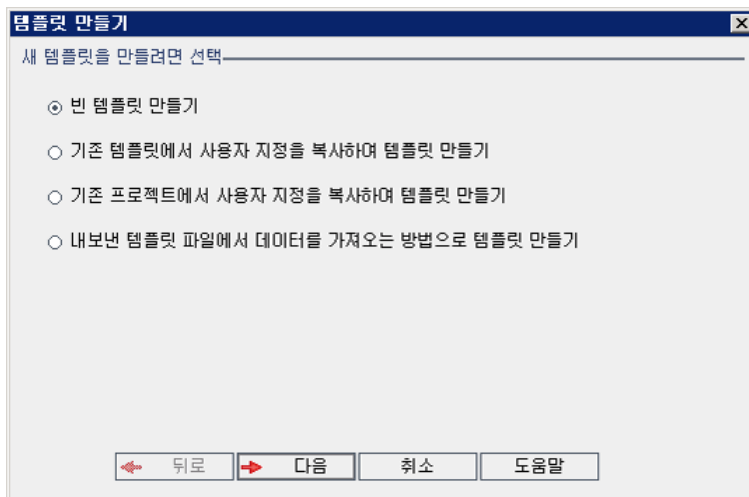 템플릿 만들기
새 템플릿을 만들려면 선택
빈 템플릿 만들기
기존 템플릿에서 사용자 지정을 복사하여 템플릿 만들기
기존 프로젝트에서 사용자 지정을 복사하여 템플릿 만들기
내보낸 템플릿 파일에서 데이터를 가져오는 방법으로 템플릿 만들기
뒤로 다음 취소 도움말